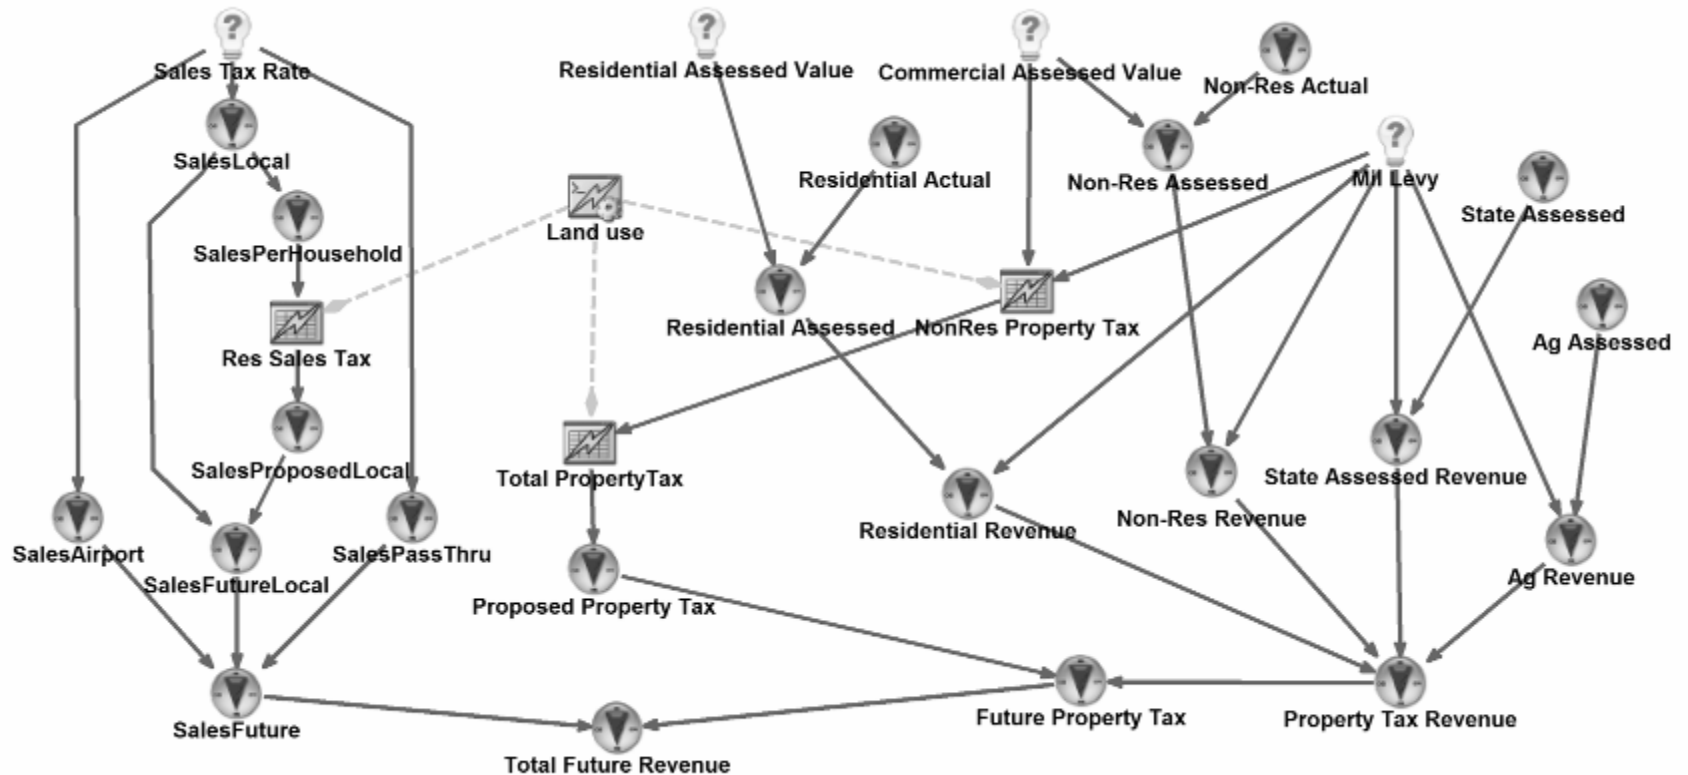 Sales Tax Rate
Residential Assessed Value
Commercial Assessed Value
Non-Res Actual
SalesLocal
Residential Actual
Non-Res Assessed
Mil Levy
State Assessed
Land use
SalesPerHousehold
Residential Assessed
NonRes Property Tax
Ag Assessed
Res Sales Tax
SalesProposedLocal
Total PropertyTax
State Assessed Revenue
Residential Revenue
Non-Res Revenue
SalesAirport
SalesFutureLocal
SalesPassThru
Ag Revenue
Proposed Property Tax
SalesFuture
Future Property Tax
Property Tax Revenue
Total Future Revenue